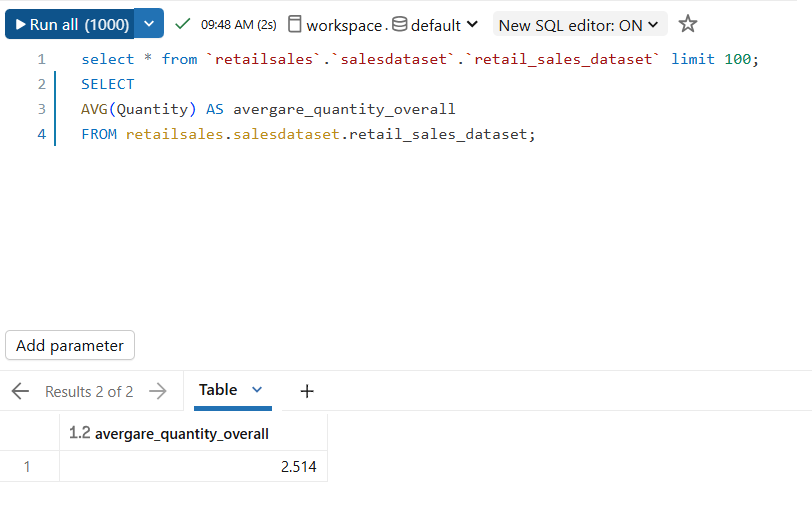 Run all (1000) 09:48 AM (2s) workspace . default New SQL editor: ON
1 select * from `retailsales`.`salesdataset`.`retail_sales_dataset` limit 100;
2 SELECT
3 AVG(Quantity) AS avergare_quantity_overall
4 FROM retailsales.salesdataset.retail_sales_dataset;
Add parameter
Results 2 of 2 Table +
1.2 avergare_quantity_overall
1 2.514